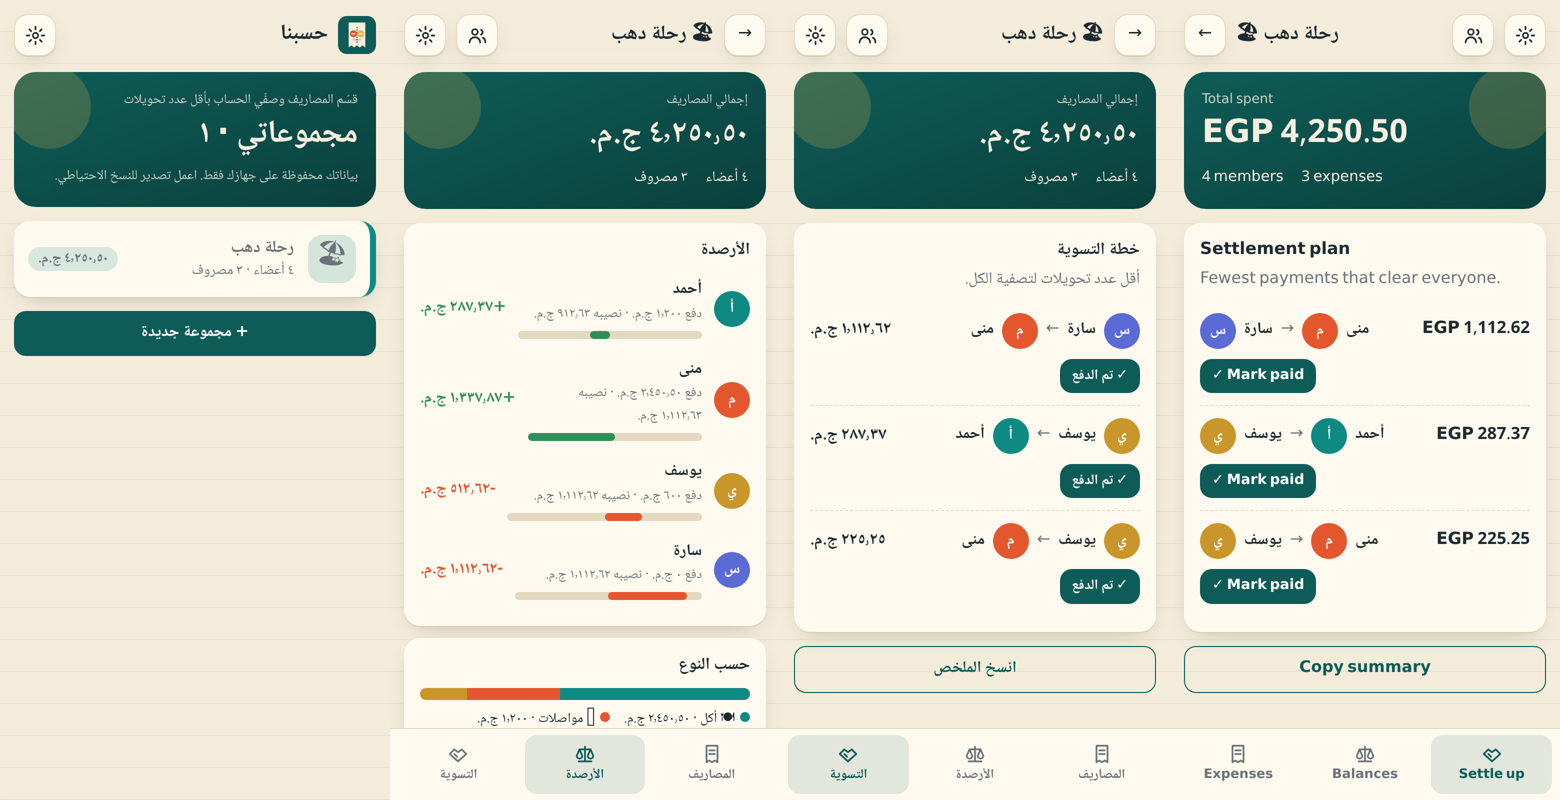 حسبنا
قسّم المصاريف وصفّي الحساب بأقل عدد تحويلات
مجموعاتي · ١
بياناتك محفوظة على جهازك فقط. اعمل تصدير للنسخ الاحتياطي.
رحلة دهب
٤ أعضاء · ٣ مصروف
٤٬٢٥٠٫٥٠ ج.م.
+ مجموعة جديدة
→ رحلة دهب
إجمالي المصاريف
٤٬٢٥٠٫٥٠ ج.م.
٤ أعضاء ٣ مصروف
الأرصدة
أ أحمد
+٢٨٧٫٣٧ ج.م.
دفع ١٬٢٠٠ ج.م. · نصيبه ٩١٢٫٦٣ ج.م.
م منى
+١٬٣٣٧٫٨٧ ج.م.
دفع ٢٬٤٥٠٫٥٠ ج.م. · نصيبه
١٬١١٢٫٦٣ ج.م.
ي يوسف
-٥١٢٫٦٢ ج.م.
دفع ٦٠٠ ج.م. · نصيبه ١٬١١٢٫٦٢ ج.م.
س سارة
-١٬١١٢٫٦٢ ج.م.
دفع ٠ ج.م. · نصيبه ١٬١١٢٫٦٢ ج.م.
حسب النوع
أكل · ٢٬٤٥٠٫٥٠ ج.م. مواصلات · ١٬٢٠٠ ج.م.
المصاريف الأرصدة التسوية
→ رحلة دهب
إجمالي المصاريف
٤٬٢٥٠٫٥٠ ج.م.
٤ أعضاء ٣ مصروف
خطة التسوية
أقل عدد تحويلات لتصفية الكل.
س سارة ← م منى ١٬١١٢٫٦٢ ج.م.
✓ تم الدفع
ي يوسف ← أ أحمد ٢٨٧٫٣٧ ج.م.
✓ تم الدفع
ي يوسف ← م منى ٢٢٥٫٢٥ ج.م.
✓ تم الدفع
انسخ الملخص
المصاريف الأرصدة التسوية
← رحلة دهب
Total spent
EGP 4,250.50
4 members 3 expenses
Settlement plan
Fewest payments that clear everyone.
س سارة → م منى EGP 1,112.62
✓ Mark paid
ي يوسف → أ أحمد EGP 287.37
✓ Mark paid
ي يوسف → م منى EGP 225.25
✓ Mark paid
Copy summary
Expenses Balances Settle up